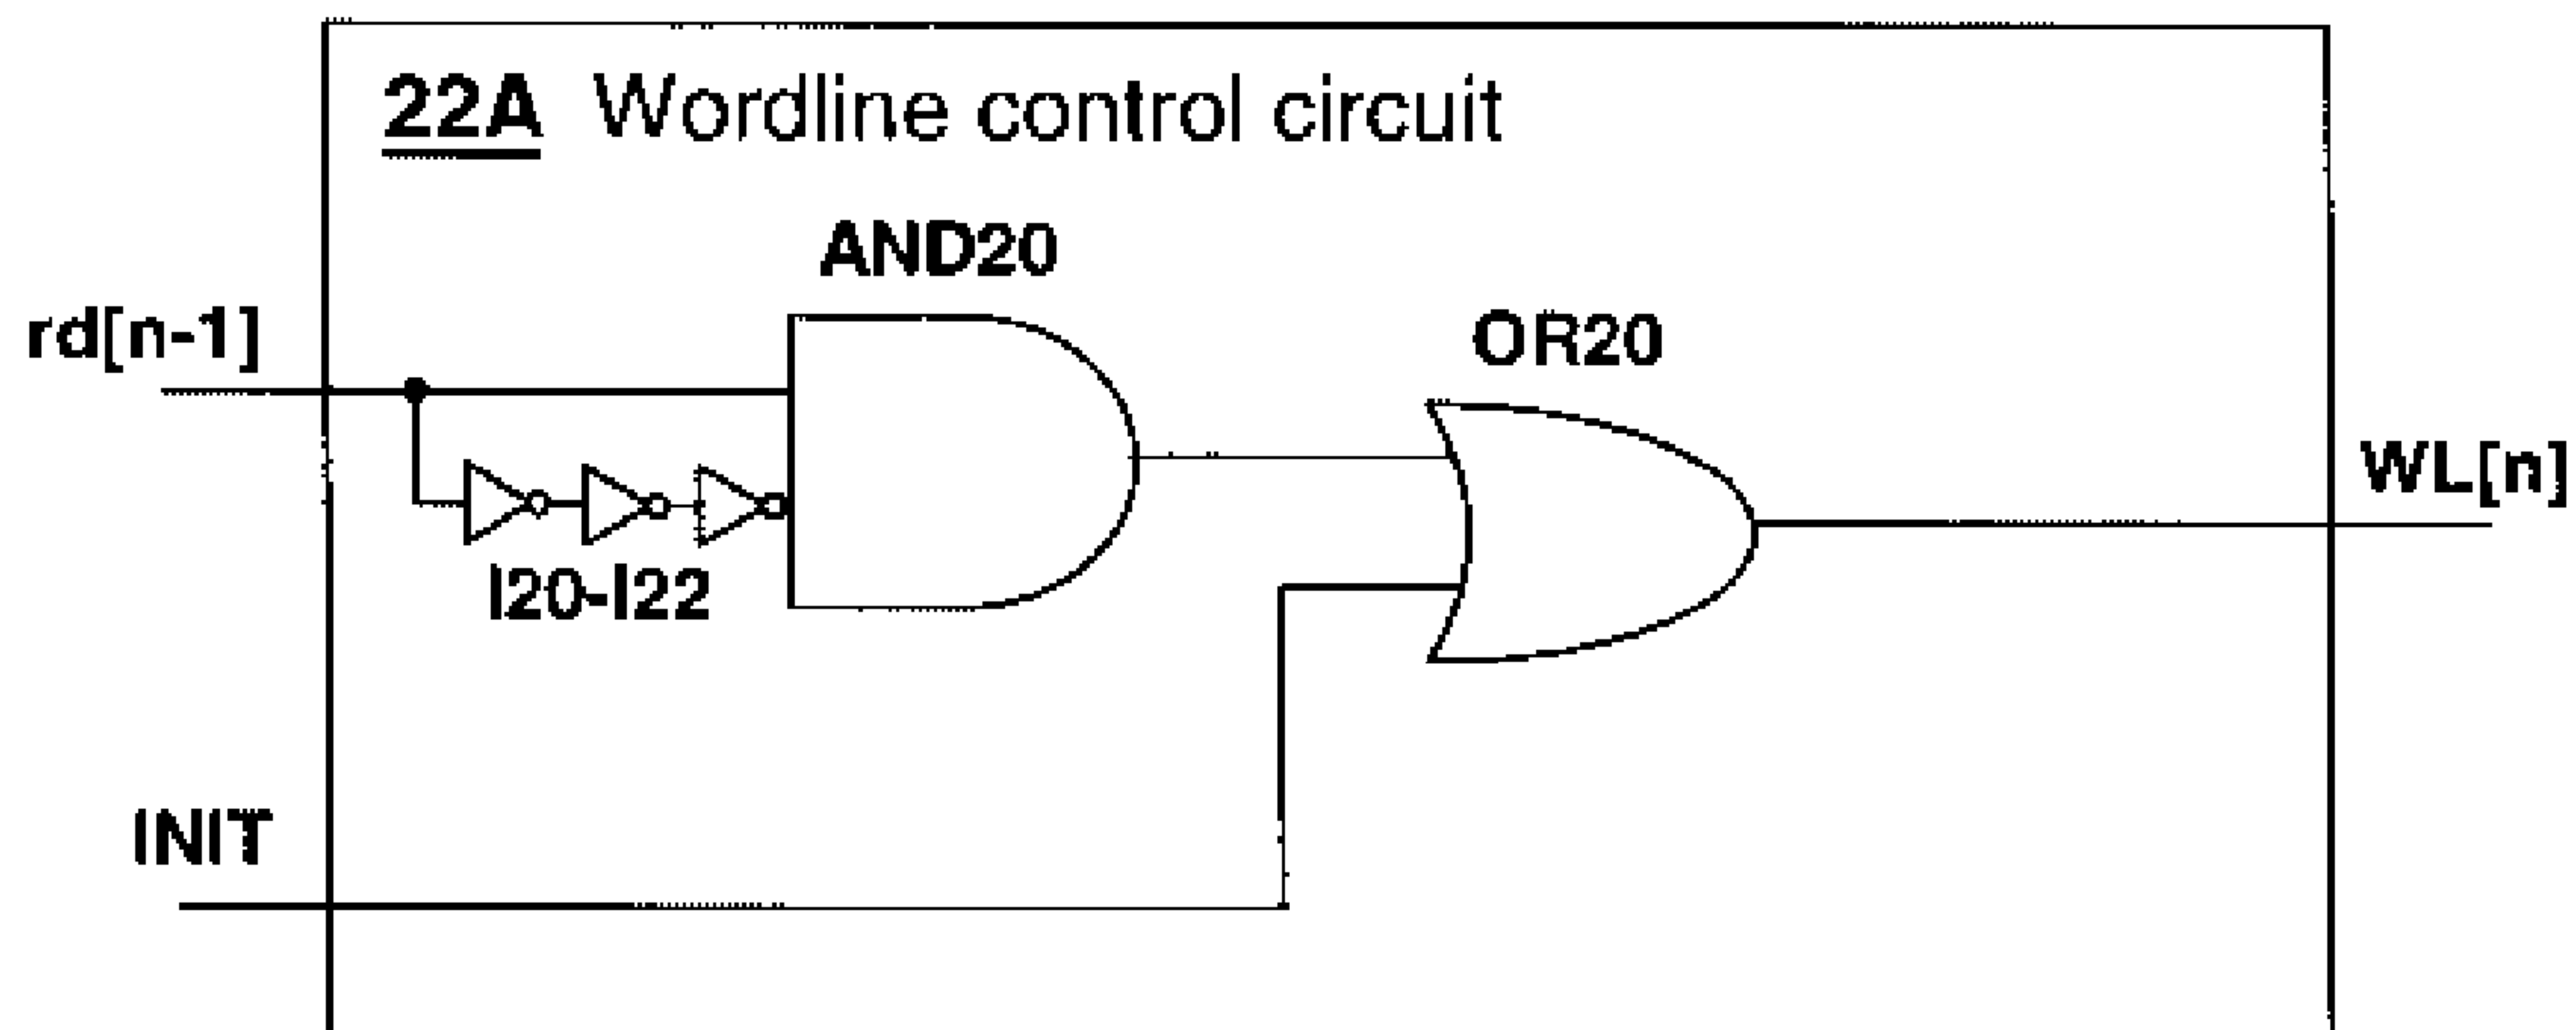 22A Wordline control circuit
AND20
rd[n-1]
OR20
WL[n]
I20-I22
INIT